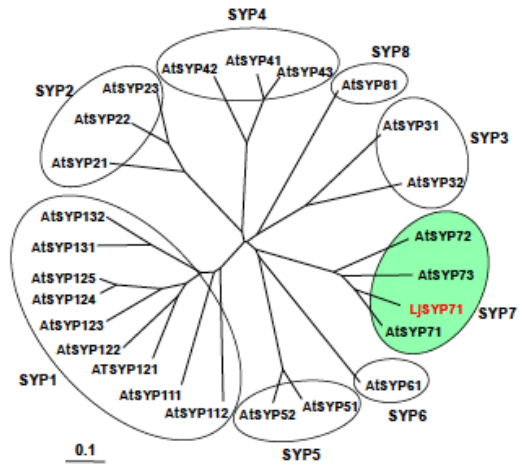 SYP4
SYP8
SYP2
SYP3
AtSYP23
AtSYP42
AtSYP41
AtSYP43
AtSYP81
AtSYP22
AtSYP31
AtSYP21
AtSYP32
AtSYP132
AtSYP72
AtSYP131
AtSYP73
AtSYP125
AtSYP124
LjSYP71
SYP7
AtSYP123
AtSYP71
AtSYP122
ATSYP121
SYP1
AtSYP111
AtSYP61
AtSYP112
AtSYP52
AtSYP51
SYP6
SYP5
0.1